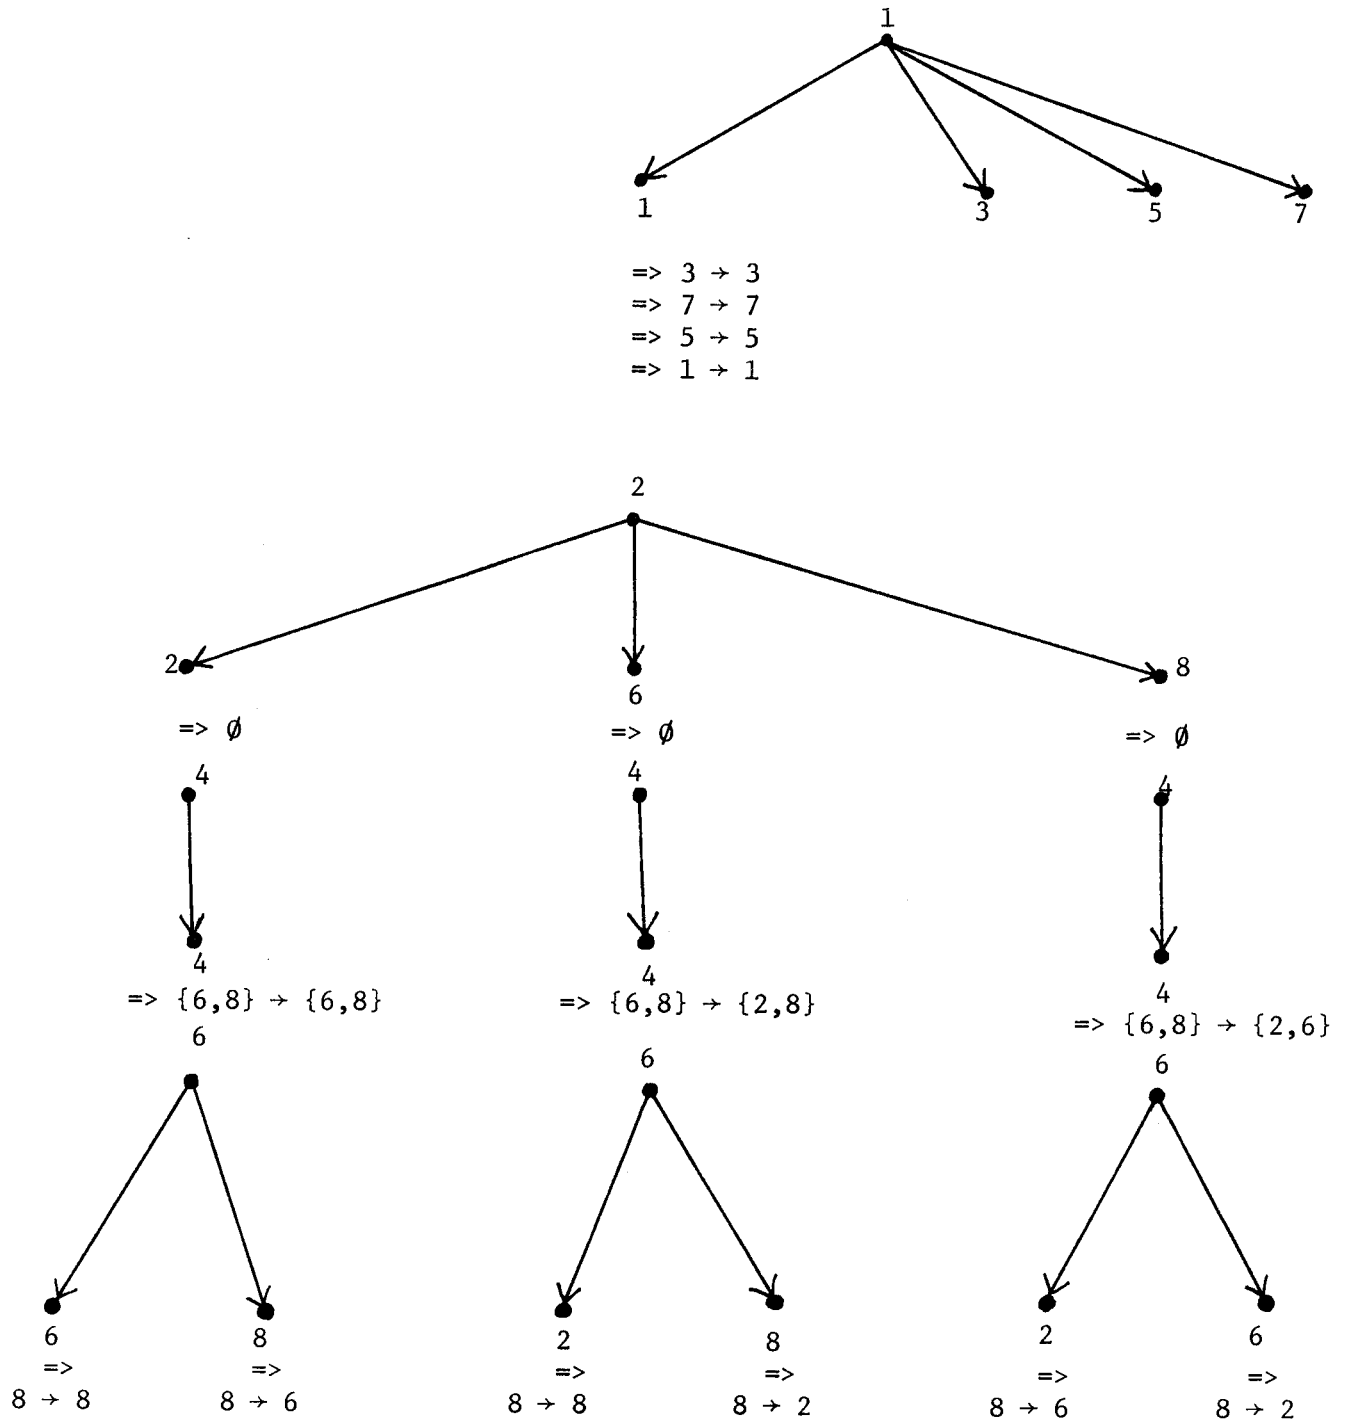 1
1 3 5 7
=> 3 → 3
=> 7 → 7
=> 5 → 5
=> 1 → 1
2
2 6 8
=> Ø => Ø => Ø
4 4 4
4 4 4
=> {6,8} → {6,8} => {6,8} → {2,8} => {6,8} → {2,6}
6 6 6
6 8 2 8 2 6
=> => => => => =>
8 → 8 8 → 6 8 → 8 8 → 2 8 → 6 8 → 2